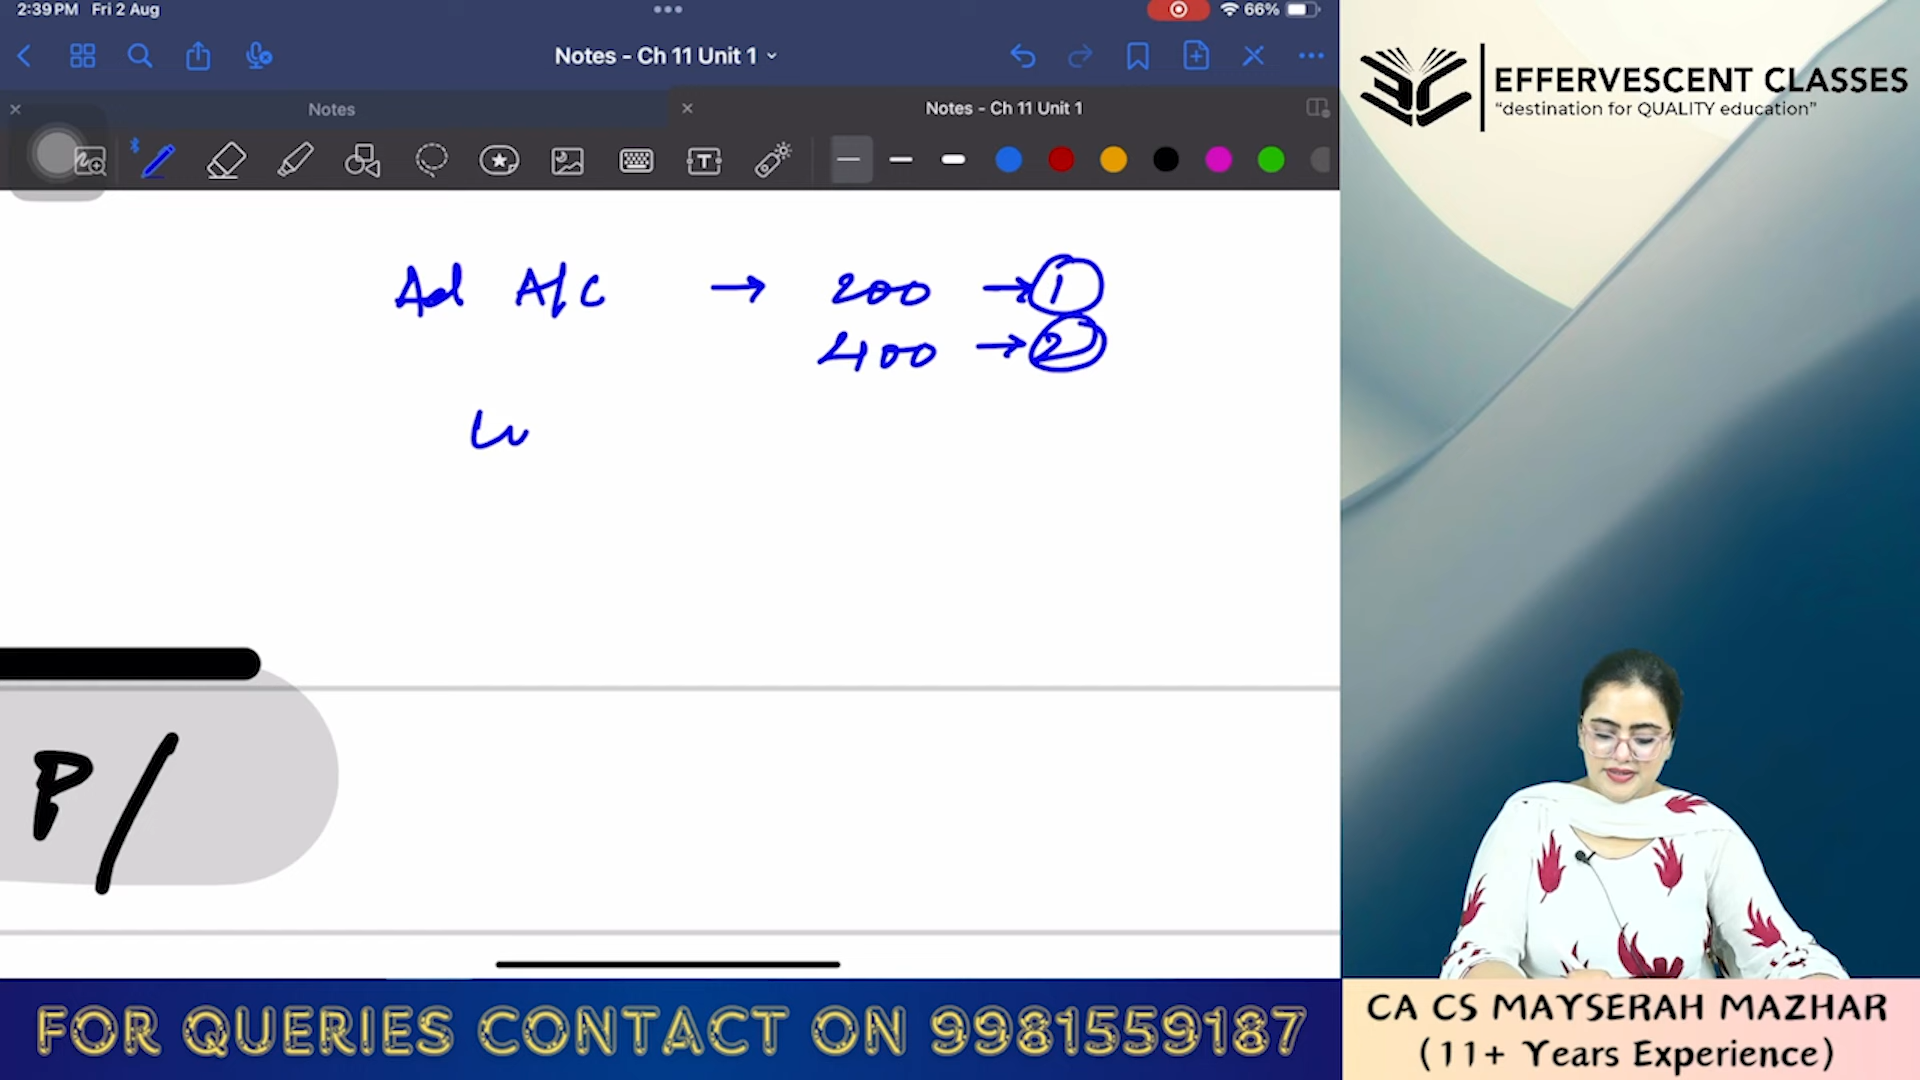 2:39 PM Fri 2 Aug
66%
Notes - Ch 11 Unit 1
Notes
Notes - Ch 11 Unit 1
Ad A/C → 200 → 1
400 → 2
P/
EFFERVESCENT CLASSES
"destination for QUALITY education"
FOR QUERIES CONTACT ON 9981559187
CA CS MAYSERAH MAZHAR
(11+ Years Experience)